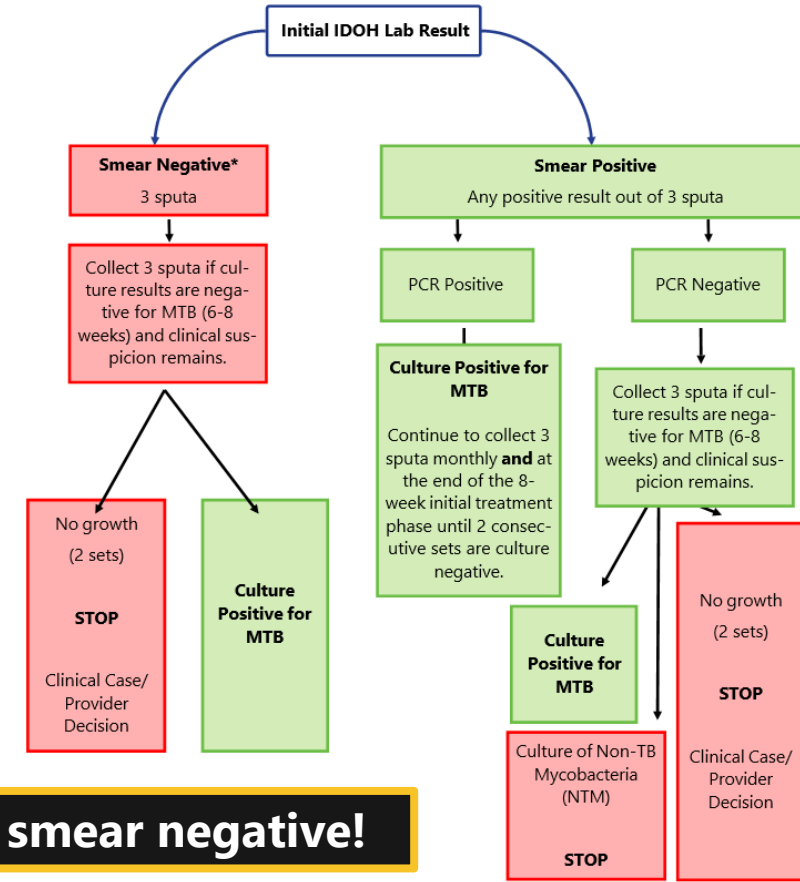 Initial IDOH Lab Result
Smear Negative*
3 sputa
Smear Positive
Any positive result out of 3 sputa
Collect 3 sputa if cul-
ture results are nega-
tive for MTB (6-8
weeks) and clinical sus-
picion remains.
PCR Positive
PCR Negative
Culture Positive for
MTB
Continue to collect 3
sputa monthly and at
the end of the 8-
week initial treatment
phase until 2 consec-
utive sets are culture
negative.
Collect 3 sputa if cul-
ture results are nega-
tive for MTB (6-8
weeks) and clinical sus-
picion remains.
No growth
(2 sets)
STOP
Clinical Case/
Provider
Decision
Culture
Positive for
MTB
Culture
Positive for
MTB
Culture of Non-TB
Mycobacteria
(NTM)
STOP
No growth
(2 sets)
STOP
Clinical Case/
Provider
Decision
smear negative!